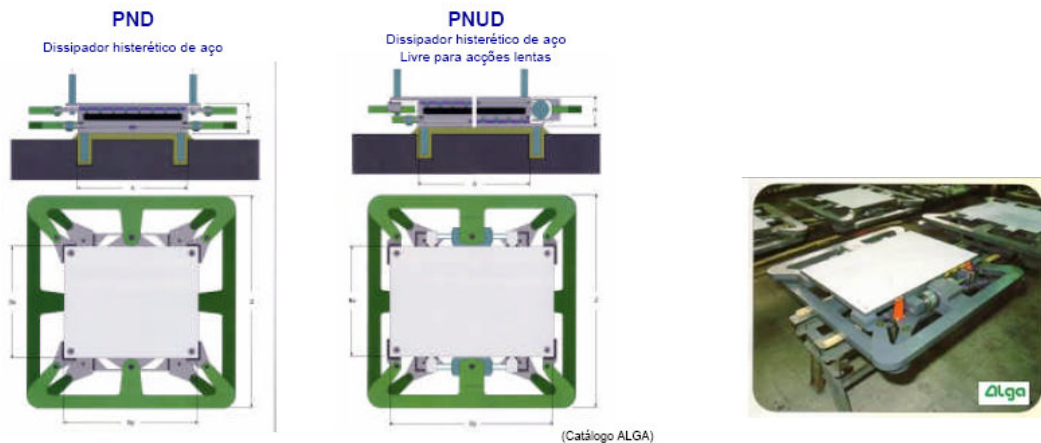 PND
Dissipador histerético de aço
PNUD
Dissipador histerético de aço
Livre para acções lentas
(Catálogo ALGA)
Alga